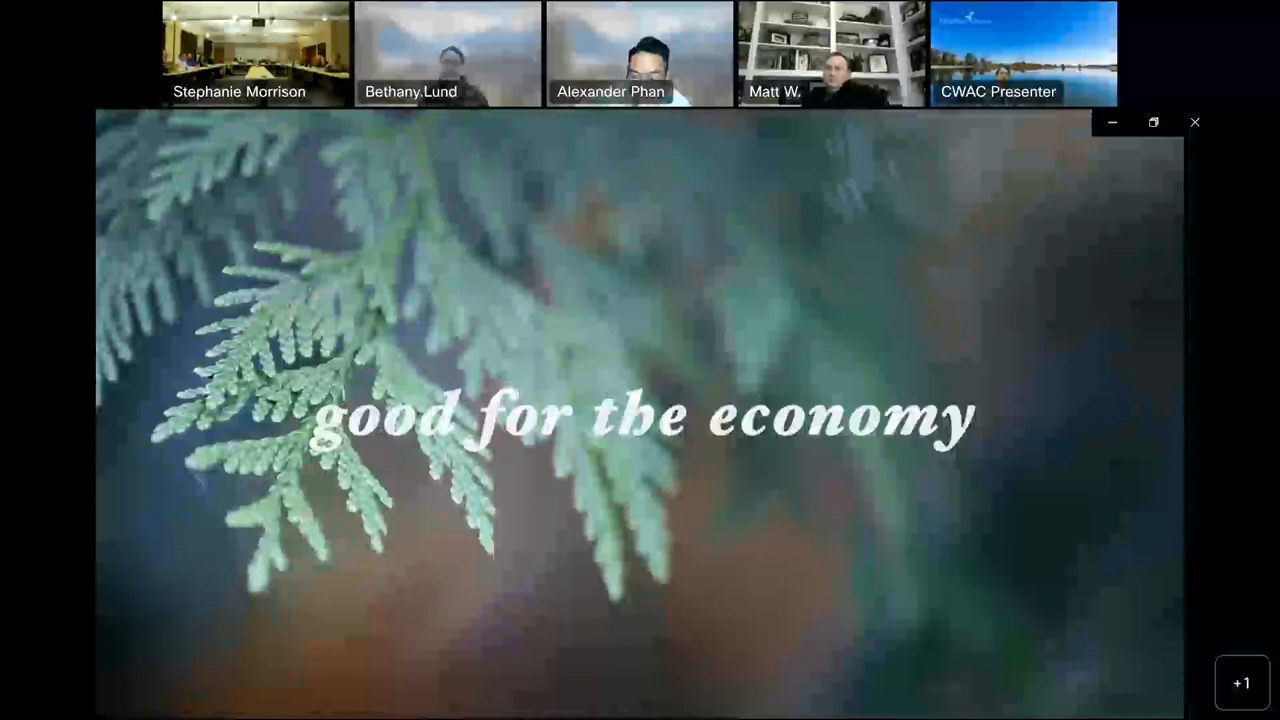 Stephanie Morrison
Bethany.Lund
Alexander Phan
Matt W.
CWAC Presenter
good for the economy
+1